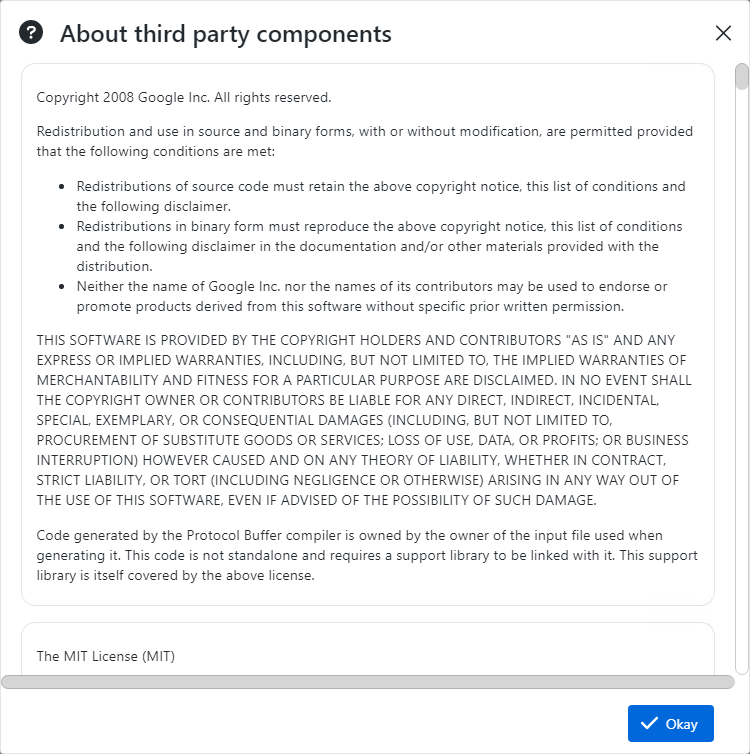 About third party components
Copyright 2008 Google Inc. All rights reserved.
Redistribution and use in source and binary forms, with or without modification, are permitted provided
that the following conditions are met:
Redistributions of source code must retain the above copyright notice, this list of conditions and
the following disclaimer.
Redistributions in binary form must reproduce the above copyright notice, this list of conditions
and the following disclaimer in the documentation and/or other materials provided with the
distribution.
Neither the name of Google Inc. nor the names of its contributors may be used to endorse or
promote products derived from this software without specific prior written permission.
THIS SOFTWARE IS PROVIDED BY THE COPYRIGHT HOLDERS AND CONTRIBUTORS "AS IS" AND ANY
EXPRESS OR IMPLIED WARRANTIES, INCLUDING, BUT NOT LIMITED TO, THE IMPLIED WARRANTIES OF
MERCHANTABILITY AND FITNESS FOR A PARTICULAR PURPOSE ARE DISCLAIMED. IN NO EVENT SHALL
THE COPYRIGHT OWNER OR CONTRIBUTORS BE LIABLE FOR ANY DIRECT, INDIRECT, INCIDENTAL,
SPECIAL, EXEMPLARY, OR CONSEQUENTIAL DAMAGES (INCLUDING, BUT NOT LIMITED TO,
PROCUREMENT OF SUBSTITUTE GOODS OR SERVICES; LOSS OF USE, DATA, OR PROFITS; OR BUSINESS
INTERRUPTION) HOWEVER CAUSED AND ON ANY THEORY OF LIABILITY, WHETHER IN CONTRACT,
STRICT LIABILITY, OR TORT (INCLUDING NEGLIGENCE OR OTHERWISE) ARISING IN ANY WAY OUT OF
THE USE OF THIS SOFTWARE, EVEN IF ADVISED OF THE POSSIBILITY OF SUCH DAMAGE.
Code generated by the Protocol Buffer compiler is owned by the owner of the input file used when
generating it. This code is not standalone and requires a support library to be linked with it. This support
library is itself covered by the above license.
The MIT License (MIT)
Okay